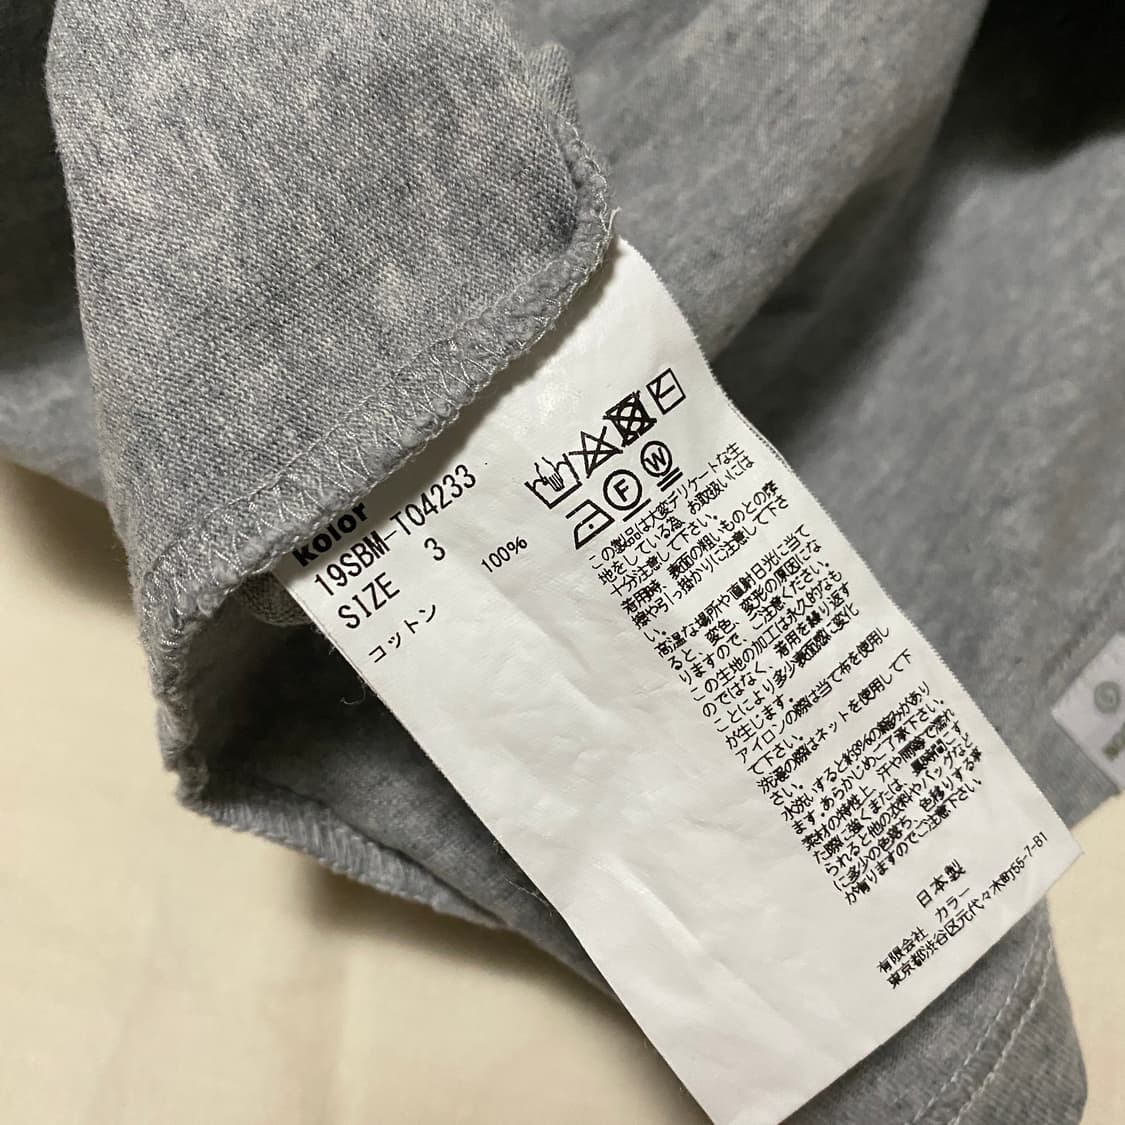 kolor
19SBM-T04233
SIZE 3
コットン 100%
F
W
この製品は大変デリケートな生
地をしている為、お取扱いには
十分注意して下さい。
着用時、表面の粗いものとの摩
擦や引っ掛かりに注意して下さ
い。
高温な場所や直射日光に当て
ると、変色、変形の原因にな
りますので、ご注意ください。
この生地の加工は永久的なも
のではなく、着用を繰り返す
ことにより多少表面感に変化
が生じます。
アイロンの際は当て布を使用し
て下さい。
洗濯の際はネットを使用して下
さい。
水洗いすると約3%の縮みがあり
ます。あらかじめご了承下さい。
素材の特性上、汗や雨等で濡れ
た際に強くまたは、長時間こす
られると他の衣料やバッグなど
に多少の色落ち、色移りする事
が有りますのでご注意下さい。
日本製
有限会社 カラー
東京都渋谷区元代々木町155-7-B1